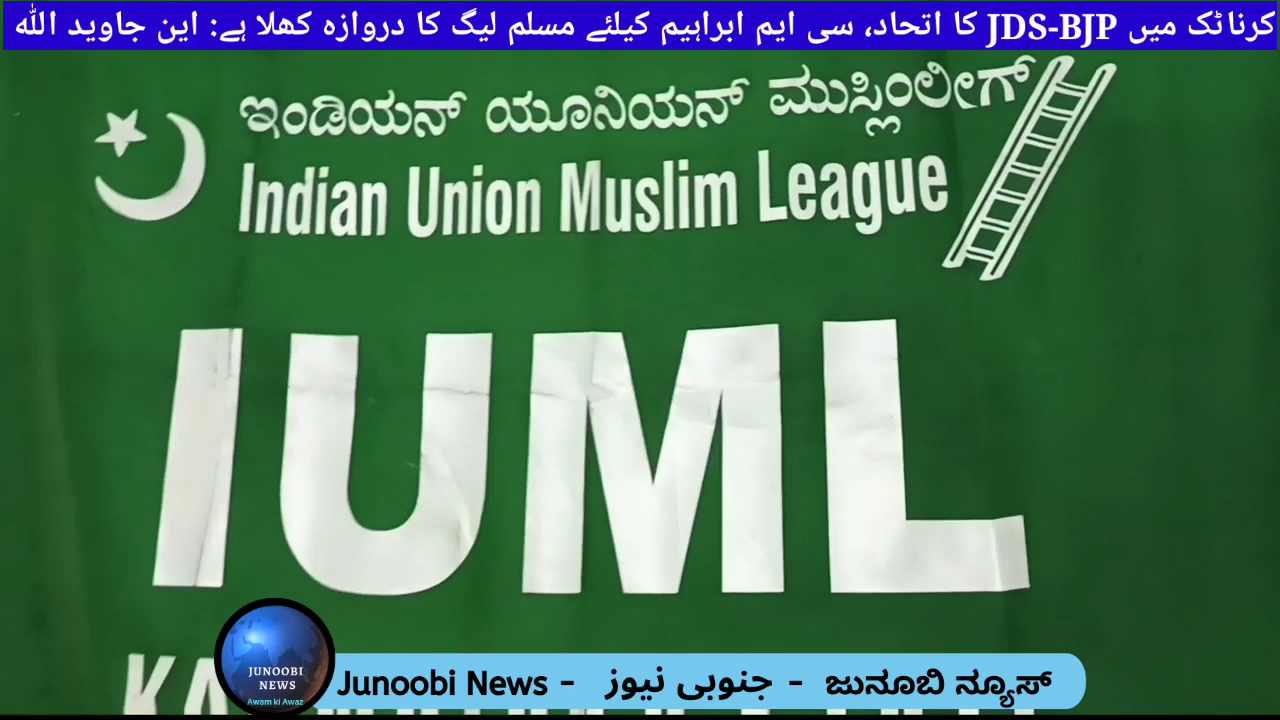 کرناٹک میں JDS-BJP کا اتحاد، سی ایم ابراہیم کیلئے مسلم لیگ کا دروازہ کھلا ہے: این جاوید اللہ
ಇಂಡಿಯನ್ ಯೂನಿಯನ್ ಮುಸ್ಲಿಂಲೀಗ್
Indian Union Muslim League
IUML
JUNOOBI
NEWS
Awam ki Awaz
Junoobi News - جنوبی نیوز - ಜುನೂಬಿ ನ್ಯೂಸ್